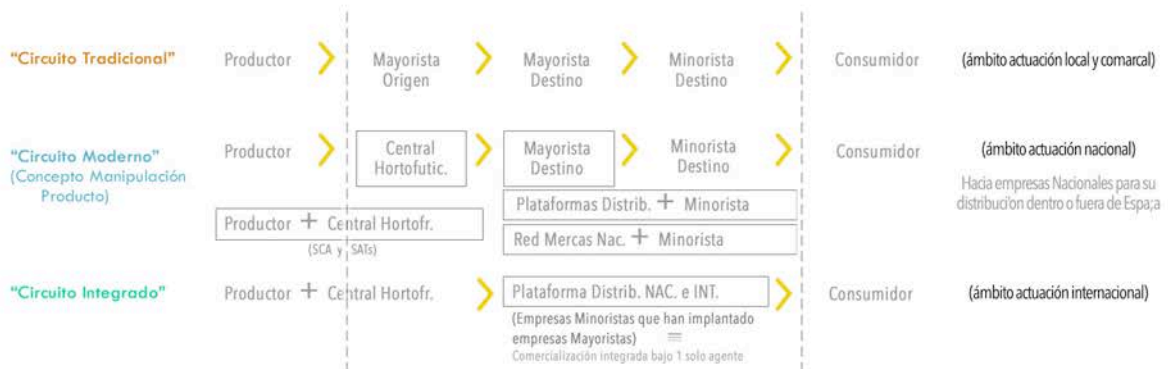 “Circuito Tradicional” Productor Mayorista Mayorista Minorista Consumidor (ámbito actuación local y comarcal)
Origen Destino Destino
“Circuito Moderno” Productor Central Mayorista Minorista Consumidor (ámbito actuación nacional)
(Concepto Manipulación Hortofutic. Destino Destino Hacia empresas Nacionales para su
Producto) distribuci'on dentro o fuera de Espa;a
Plataformas Distrib. + Minorista
Productor + Central Hortofr.
(SCA y SATs)
Red Mercas Nac. + Minorista
“Circuito Integrado” Productor + Central Hortofr. Plataforma Distrib. NAC. e INT. Consumidor (ámbito actuación internacional)
(Empresas Minoristas que han implantado
empresas Mayoristas) ≡
Comercialización integrada bajo 1 solo agente